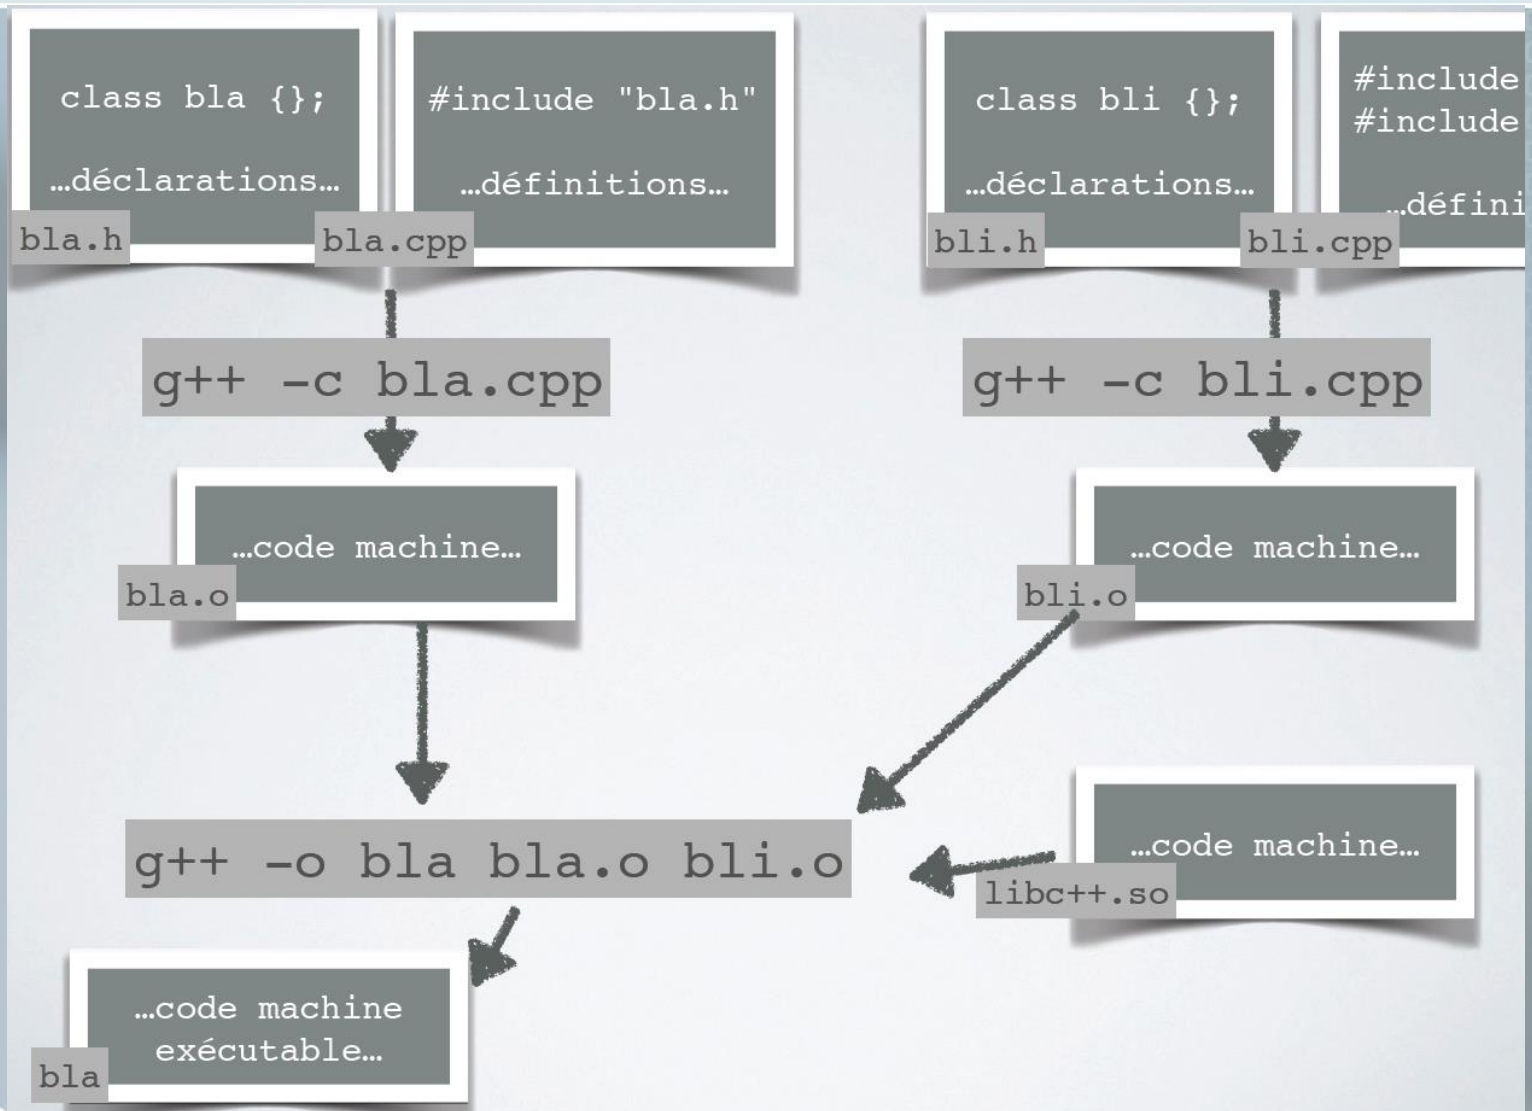 class bla {};
…déclarations…
bla.h
#include "bla.h"
…définitions…
bla.cpp
class bli {};
…déclarations…
bli.h
#include
#include
bli.cpp
g++ -c bla.cpp
g++ -c bli.cpp
…code machine…
bla.o
…code machine…
bli.o
g++ -o bla bla.o bli.o
…code machine…
libc++.so
…code machine
exécutable…
bla